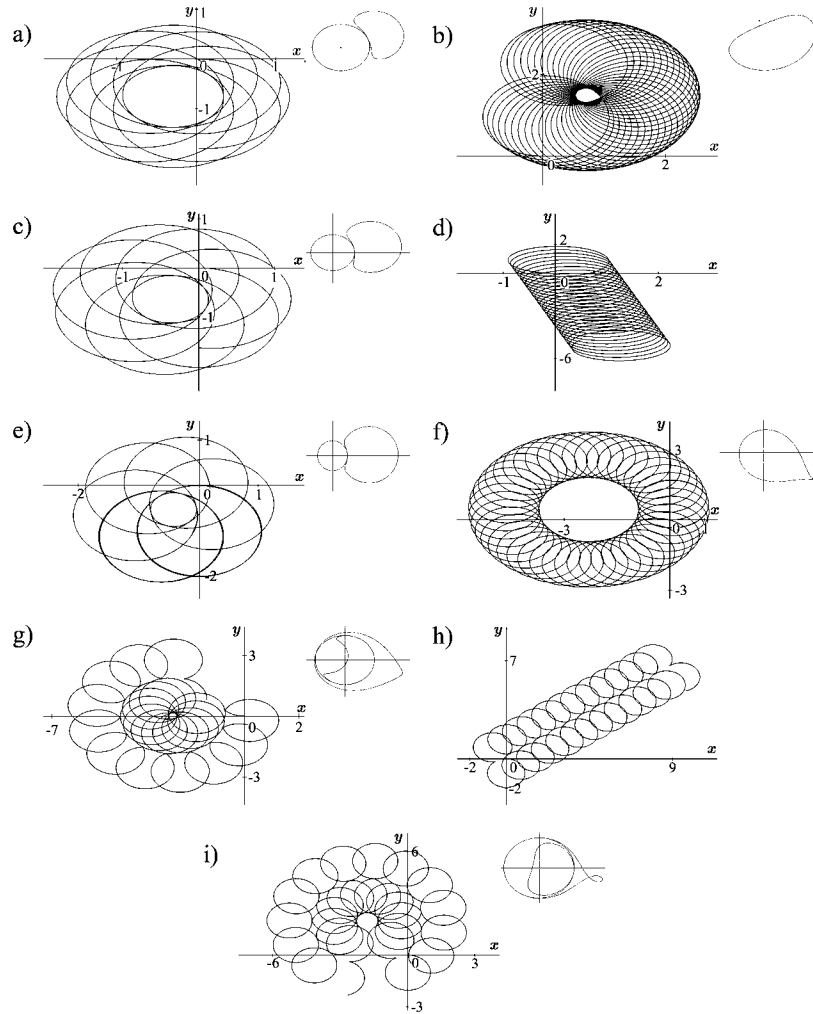 a) y 1 x -1 0 1 -1
b) y 2 0 2 x
c) y 1 x -1 0 1 -1
d) y 2 x -1 0 2 -6
e) y 1 x -2 0 1 -2
f) y 3 x -3 0 1 -3
g) y 3 x -7 0 2 -3
h) y 7 x -2 0 9 -2
i) y 6 x -6 0 3 -3